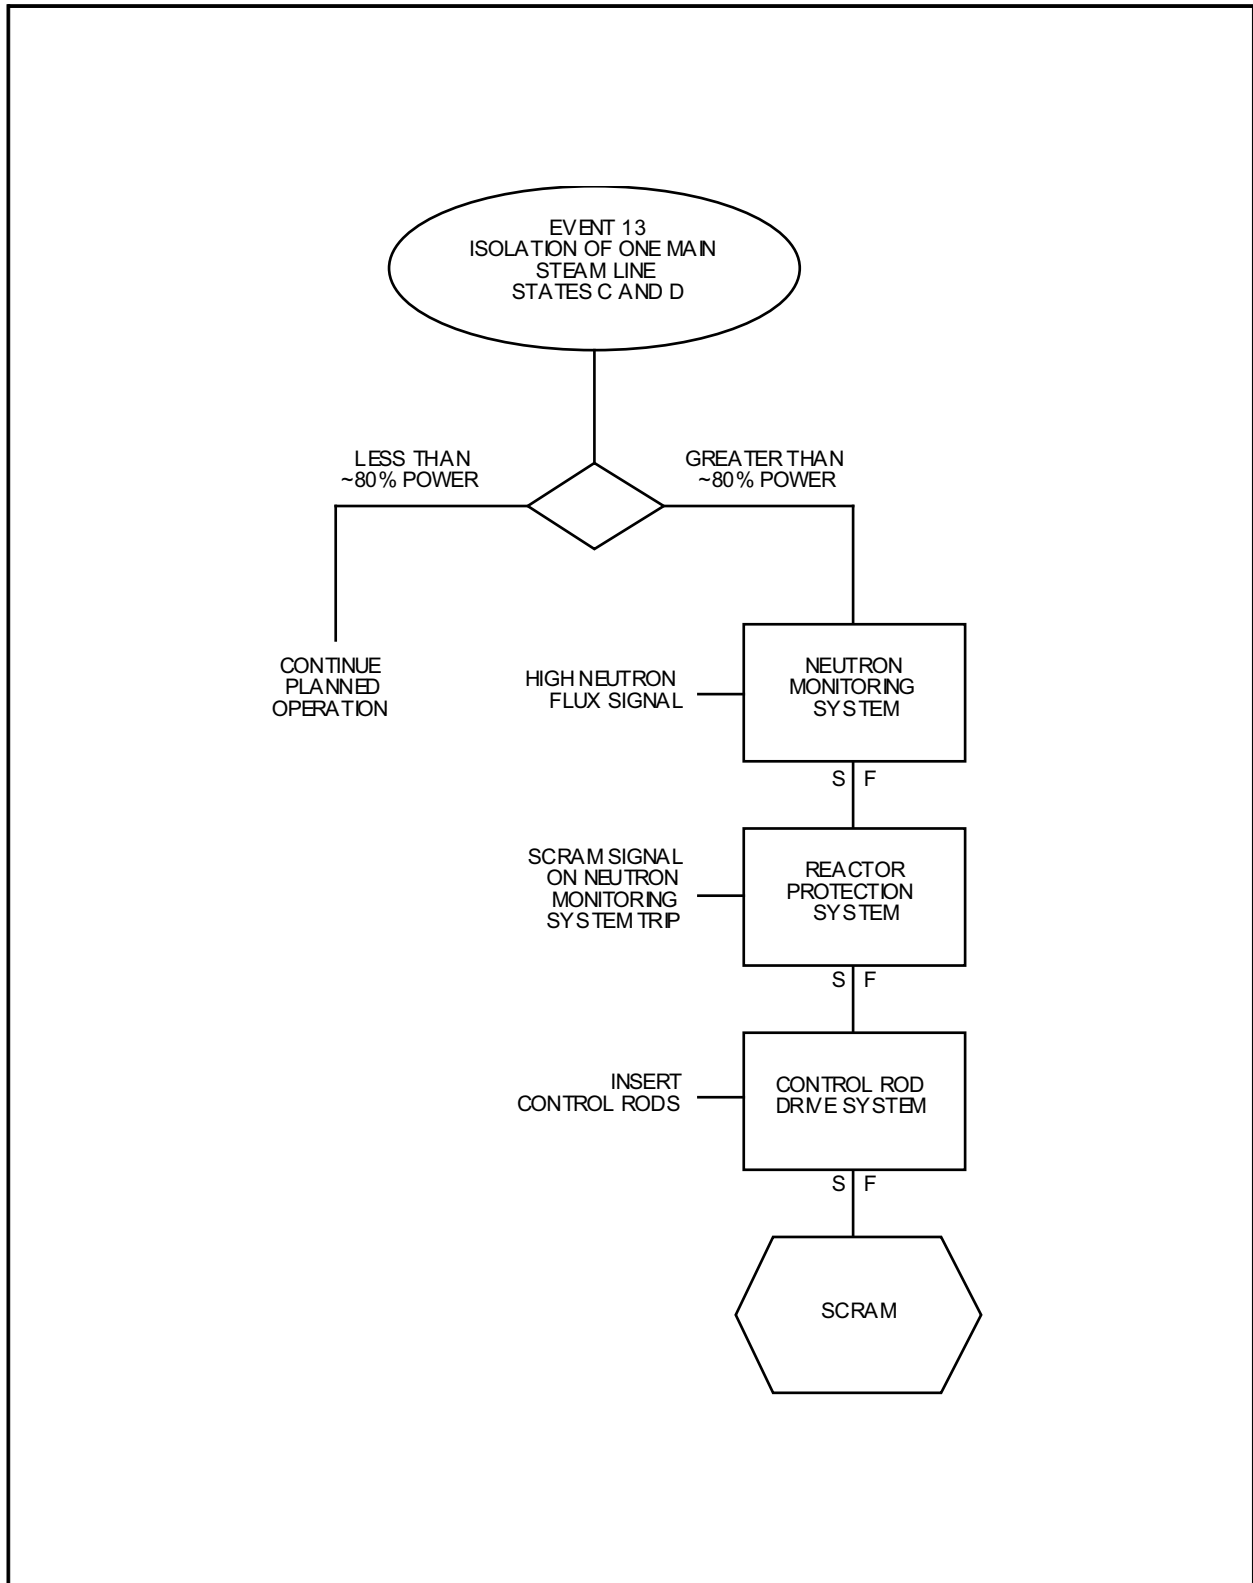 EVENT 13
ISOLATION OF ONE MAIN
STEAM LINE
STATES C AND D
LESS THAN
~80% POWER
GREATER THAN
~80% POWER
CONTINUE
PLANNED
OPERATION
HIGH NEUTRON
FLUX SIGNAL
NEUTRON
MONITORING
SYSTEM
S F
SCRAM SIGNAL
ON NEUTRON
MONITORING
SYSTEM TRIP
REACTOR
PROTECTION
SYSTEM
S F
INSERT
CONTROL RODS
CONTROL ROD
DRIVE SYSTEM
S F
SCRAM